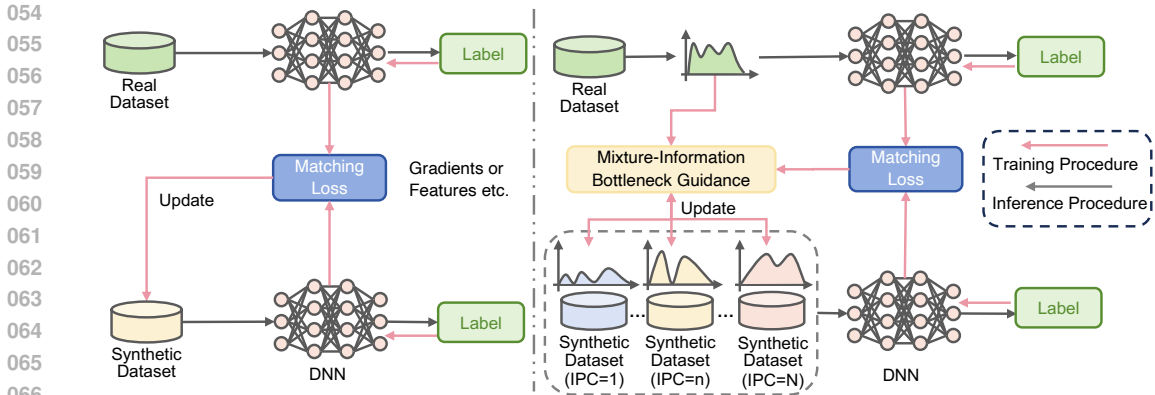 054
055
056
057
058
059
060
061
062
063
064
065
066
Label
Real
Dataset
Matching
Loss
Gradients or
Features etc.
Update
Label
Synthetic
Dataset
DNN
Label
Real
Dataset
Mixture-Information
Bottleneck Guidance
Matching
Loss
Training Procedure
Inference Procedure
Update
... ...
Label
Synthetic
Dataset
(IPC=1)
Synthetic
Dataset
(IPC=n)
Synthetic
Dataset
(IPC=N)
DNN